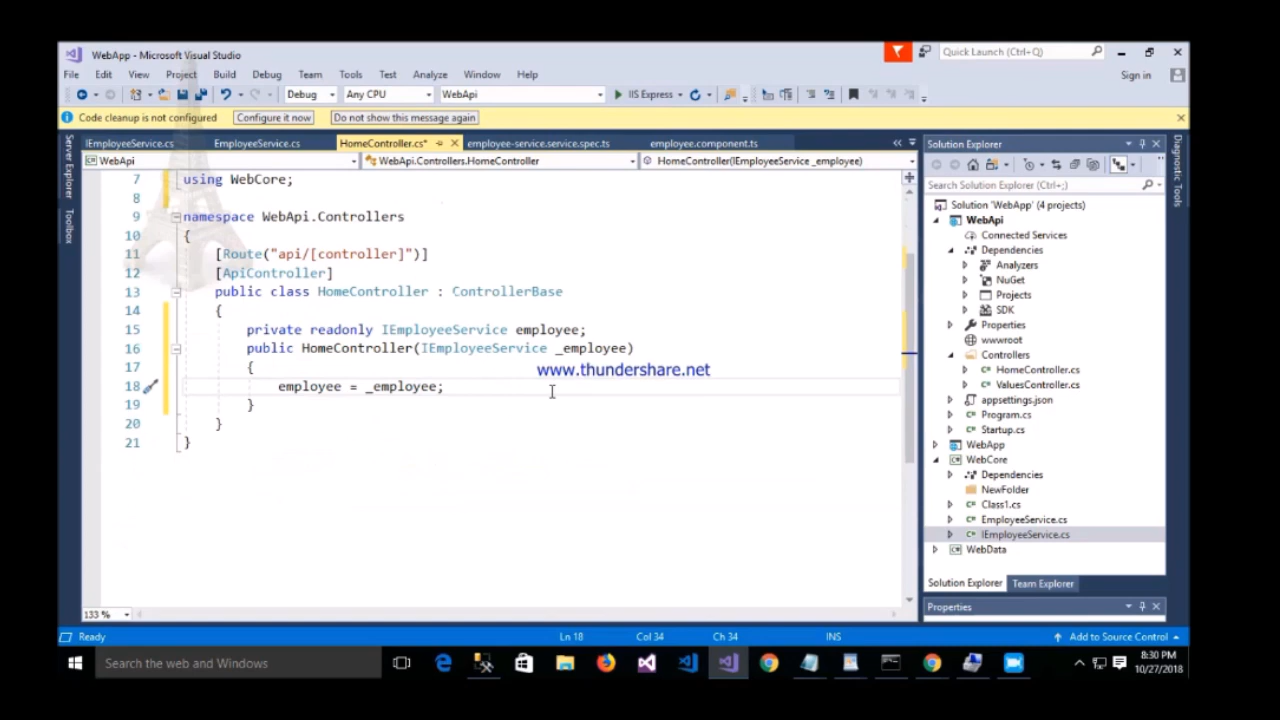 WebApp - Microsoft Visual Studio
Quick Launch (Ctrl+Q)
File Edit View Project Build Debug Team Tools Test Analyze Window Help
Sign in
Debug Any CPU WebApi IIS Express
Code cleanup is not configured Configure it now Do not show this message again
Server Explorer
Toolbox
IEmployeeService.cs EmployeeService.cs HomeController.cs* employee-service.service.spec.ts employee.component.ts
WebApi WebApi.Controllers.HomeController HomeController(IEmployeeService _employee)
7 using WebCore;
8
9 namespace WebApi.Controllers
10 {
11 [Route("api/[controller]")]
12 [ApiController]
13 public class HomeController : ControllerBase
14 {
15 private readonly IEmployeeService employee;
16 public HomeController(IEmployeeService _employee)
17 {
www.thundershare.net
18 employee = _employee;
19 }
20 }
21 }
133 %
Solution Explorer
Search Solution Explorer (Ctrl+;)
Solution 'WebApp' (4 projects)
WebApi
Connected Services
Dependencies
Analyzers
NuGet
Projects
SDK
Properties
wwwroot
Controllers
HomeController.cs
ValuesController.cs
appsettings.json
Program.cs
Startup.cs
WebApp
WebCore
Dependencies
NewFolder
Class1.cs
EmployeeService.cs
IEmployeeService.cs
WebData
Solution Explorer Team Explorer
Properties
Diagnostic Tools
Ready Ln 18 Col 34 Ch 34 INS Add to Source Control
Search the web and Windows
8:30 PM
10/27/2018